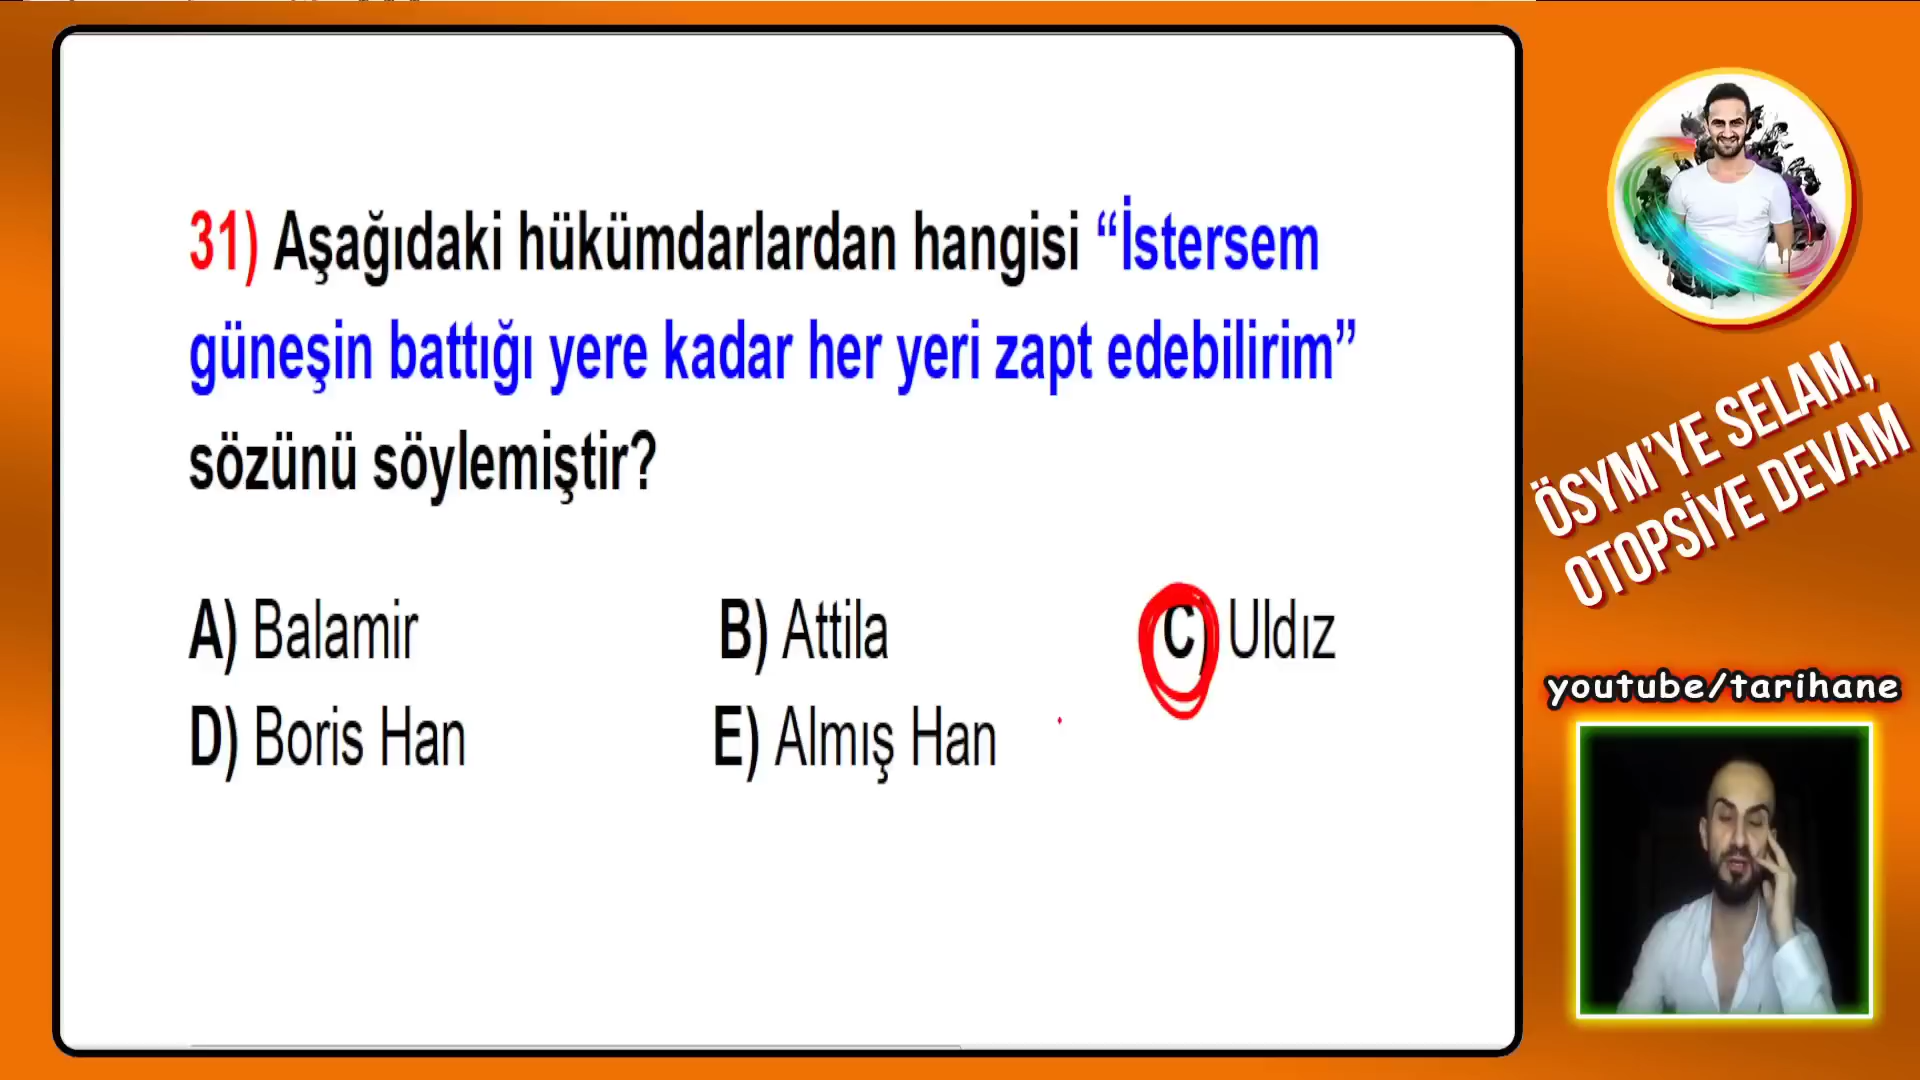 31) Aşağıdaki hükümdarlardan hangisi “İstersem
güneşin battığı yere kadar her yeri zapt edebilirim”
sözünü söylemiştir?
A) Balamir B) Attila C) Uldız
D) Boris Han E) Almış Han
ÖSYM'YE SELAM,
OTOPSİYE DEVAM
youtube/tarihane